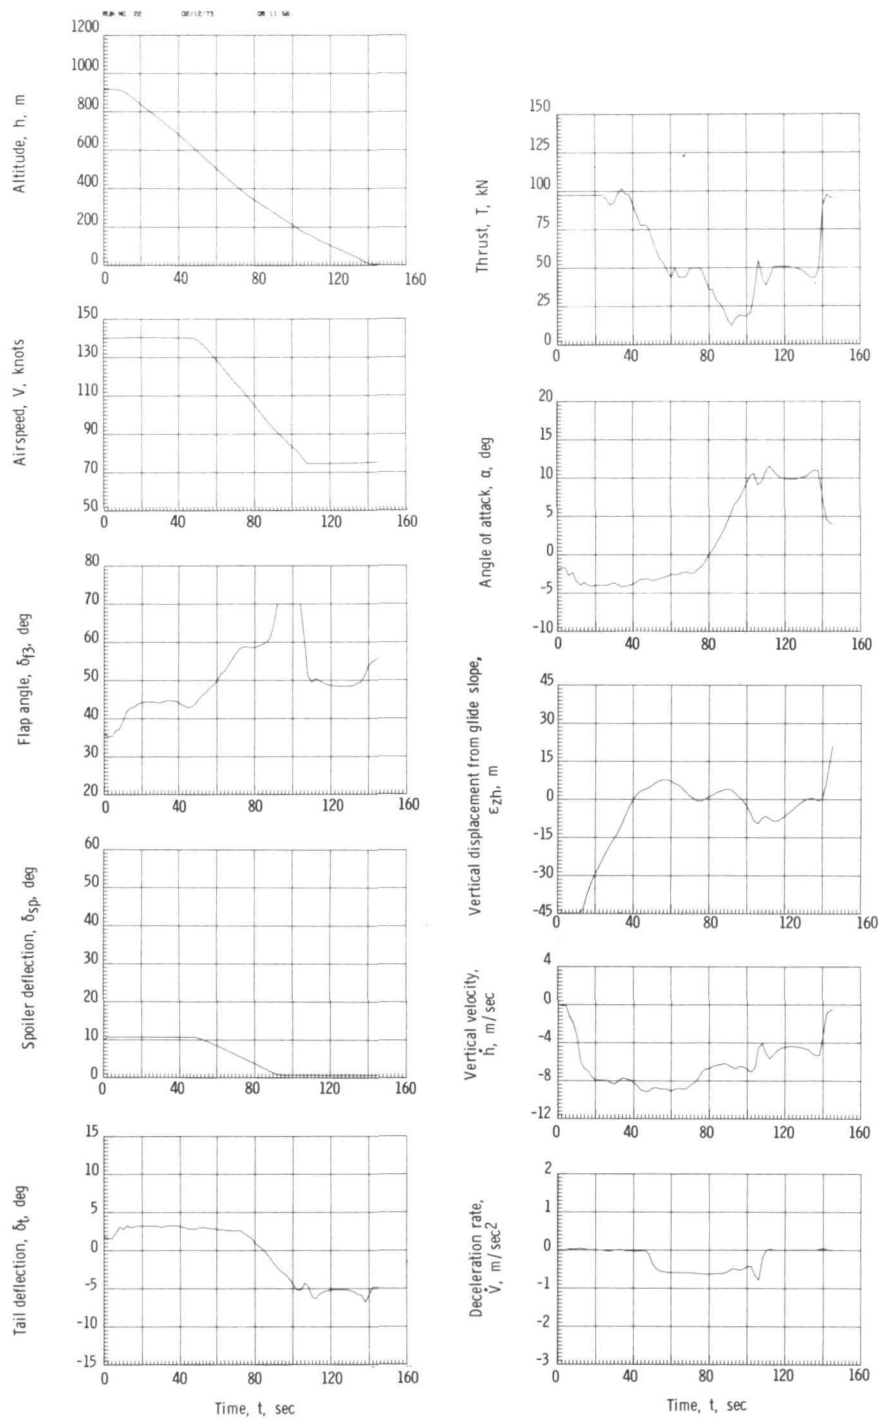 02/12/73
Altitude, h, m
1200
1000
800
600
400
200
0
0 40 80 120 160
Airspeed, V, knots
150
130
110
90
75
70
50
0 40 80 120 160
Flap angle, δf3, deg
80
70
60
50
40
30
20
0 40 80 120 160
Spoiler deflection, δsp, deg
60
50
40
30
20
10
0
0 40 80 120 160
Tail deflection, δt, deg
15
10
5
0
-5
-10
-15
0 40 80 120 160
Time, t, sec
Thrust, T, kN
150
125
100
75
50
25
0
0 40 80 120 160
Angle of attack, α, deg
20
15
10
5
0
-5
-10
0 40 80 120 160
Vertical displacement from glide slope,
εzh, m
45
30
15
0
-15
-30
-45
0 40 80 120 160
Vertical velocity,
ḣ, m/sec
4
0
-4
-8
-12
0 40 80 120 160
Deceleration rate,
V̇, m/sec2
2
1
0
-1
-2
-3
0 40 80 120 160
Time, t, sec